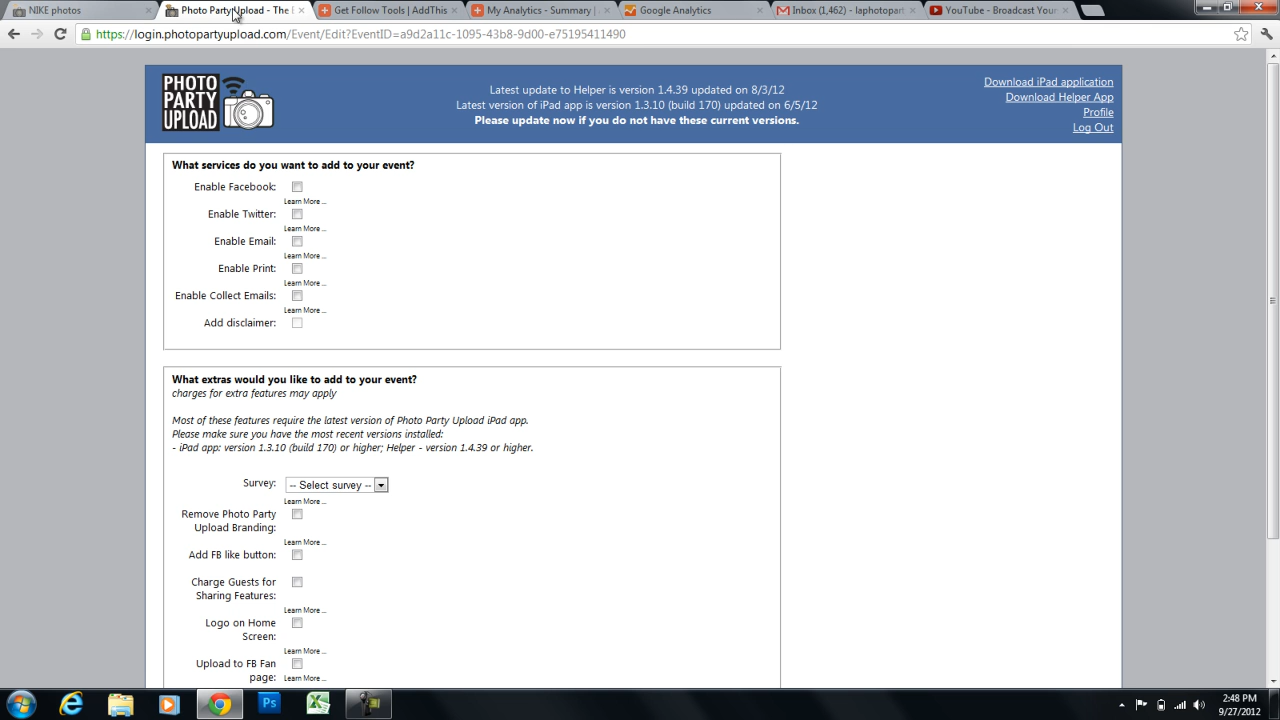 NIKE photos
Photo PartyUpload - The E
Get Follow Tools | AddThis
My Analytics - Summary |
Google Analytics
Inbox (1,462) - laphotopart
YouTube - Broadcast Your
https://login.photopartyupload.com/Event/Edit?EventID=a9d2a11c-1095-43b8-9d00-e75195411490
PHOTO
PARTY
UPLOAD
Latest update to Helper is version 1.4.39 updated on 8/3/12
Latest version of iPad app is version 1.3.10 (build 170) updated on 6/5/12
Please update now if you do not have these current versions.
Download iPad application
Download Helper App
Profile
Log Out
What services do you want to add to your event?
Enable Facebook:
Learn More ...
Enable Twitter:
Learn More ...
Enable Email:
Learn More ...
Enable Print:
Learn More ...
Enable Collect Emails:
Learn More ...
Add disclaimer:
What extras would you like to add to your event?
charges for extra features may apply
Most of these features require the latest version of Photo Party Upload iPad app.
Please make sure you have the most recent versions installed:
- iPad app: version 1.3.10 (build 170) or higher; Helper - version 1.4.39 or higher.
Survey:
-- Select survey --
Learn More ...
Remove Photo Party
Upload Branding:
Learn More ...
Add FB like button:
Charge Guests for
Sharing Features:
Learn More ...
Logo on Home
Screen:
Learn More ...
Upload to FB Fan
page:
Learn More ...
Ps
2:48 PM
9/27/2012